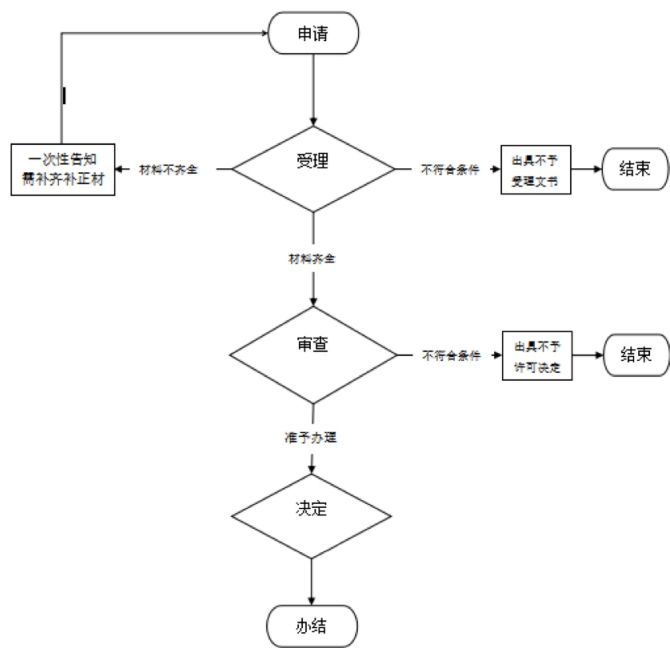 申请
受理
一次性告知
需补齐补正材
材料不齐全
不符合条件
出具不予
受理文书
结束
材料齐全
审查
不符合条件
出具不予
许可决定
结束
准予办理
决定
办结